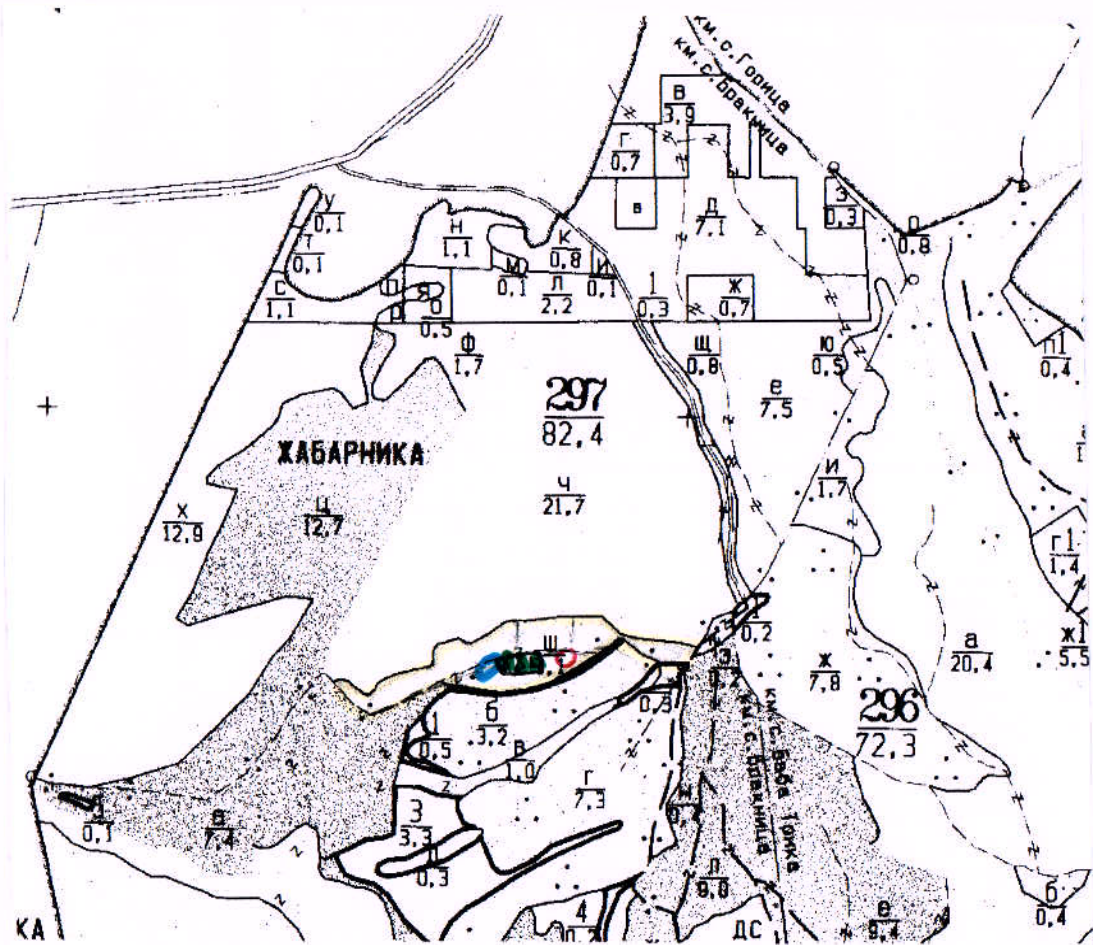 км. с. Горица
км. с. Бракница
В
3,9
Г
0,7
в
Д
7,1
З
0,3
П
0,8
У
0,1
Т
0,1
Н
1,1
К
0,8
С
1,1
Ф
Я
О
0,5
М
0,1
Л
2,2
И
0,1
1
0,3
Ж
0,7
Ф
1,7
Щ
0,8
Ю
0,5
п1
0,4
297
82,4
е
7,5
ЖАБАРНИКА
Ч
21,7
И
1,7
Х
12,9
Ц
12,7
г1
1,4
1
0,2
Ш
а
20,4
ж1
5,5
ж
7,8
0,3
б
3,2
1
0,5
в
1,0
296
72,3
км. с. Баба Тонка
км. с. Бракница
г
7,3
0,1
в
7,4
3
3,3
0,3
Л
9,0
б
0,4
4
0,2
е
9,4
КА
ДС